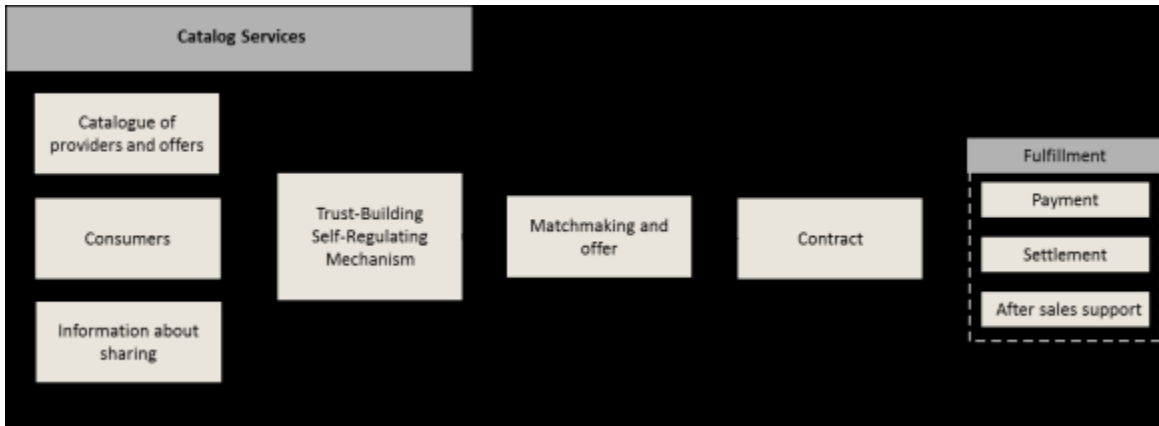 Catalog Services
Catalogue of
providers and offers
Consumers
Information about
sharing
Trust-Building
Self-Regulating
Mechanism
Matchmaking and
offer
Contract
Fulfillment
Payment
Settlement
After sales support